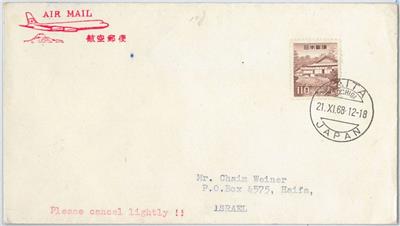 AIR MAIL
航空郵便
日本郵便
110
21.XI.68-12-18
JAPAN
Mr. Chaim Weiner
P.O.Box 4575, Haifa,
ISRAEL
Please cancel lightly !!